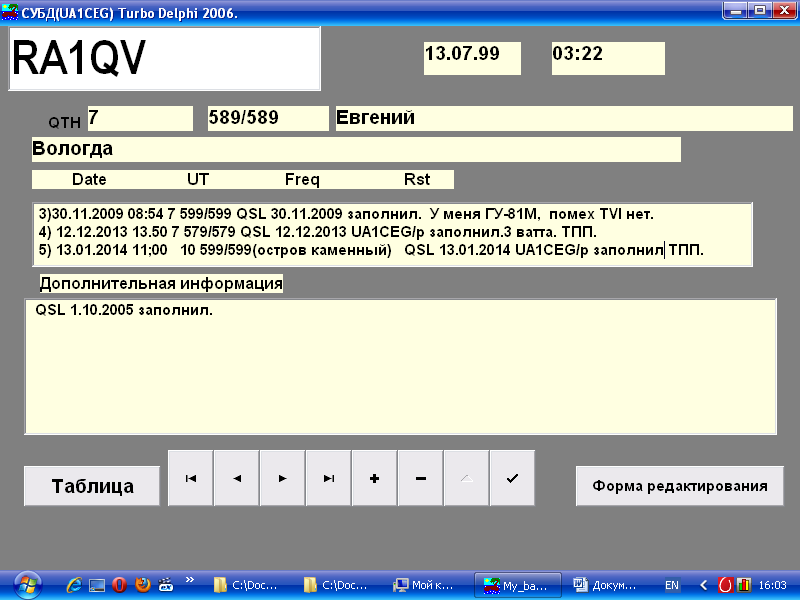 СУБД(UA1CEG) Turbo Delphi 2006.
RA1QV
13.07.99 03:22
QTH 7 589/589 Евгений
Вологда
Date UT Freq Rst
3)30.11.2009 08:54 7 599/599 QSL 30.11.2009 заполнил. У меня ГУ-81М, помех TVI нет.
4) 12.12.2013 13.50 7 579/579 QSL 12.12.2013 UA1CEG/p заполнил.3 ватта. ТПП.
5) 13.01.2014 11;00 10 599/599(остров каменный) QSL 13.01.2014 UA1CEG/p заполнил ТПП.
Дополнительная информация
QSL 1.10.2005 заполнил.
Таблица
Форма редактирования
C:\Doc... C:\Doc... Мой к... My_ba... Докум... EN 16:03